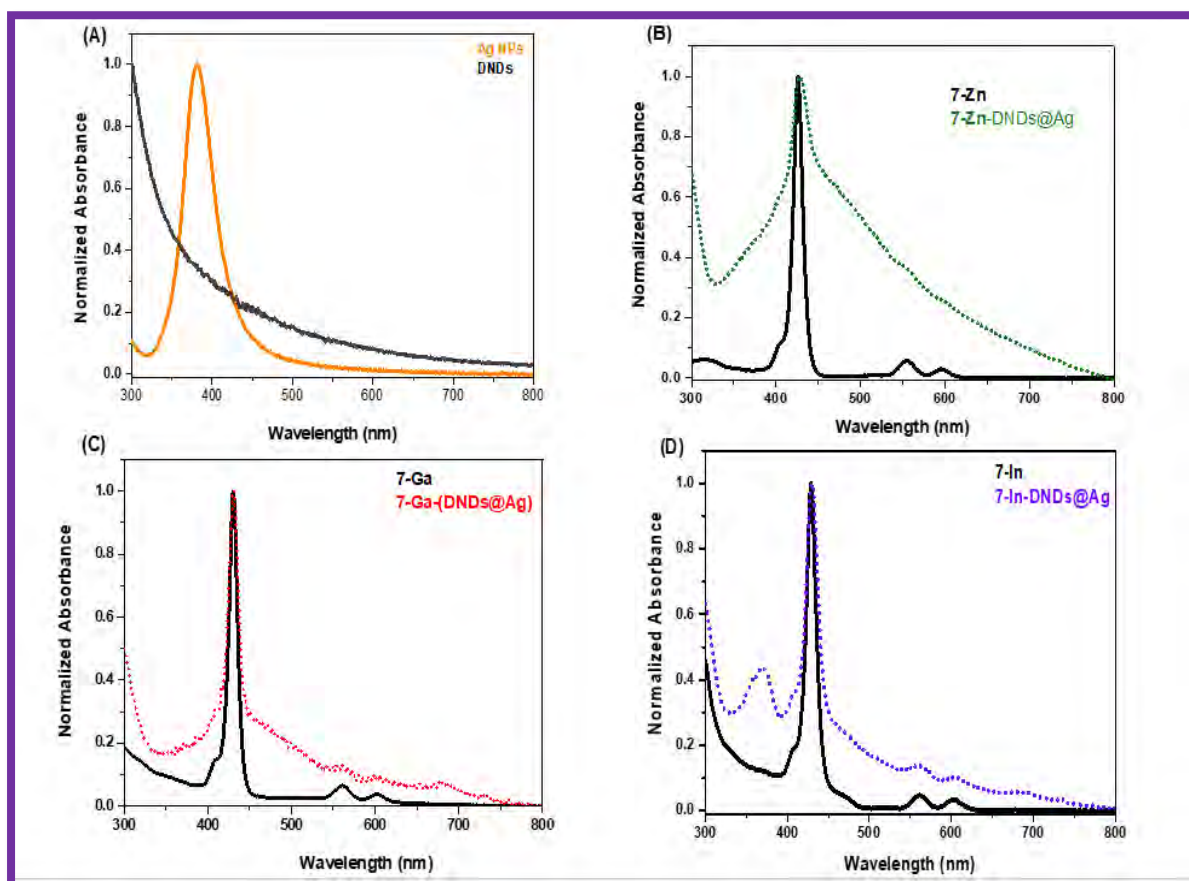 (A)
Ag NPs
DNDs
1.0
0.8
0.6
0.4
0.2
0.0
Normalized Absorbance
300 400 500 600 700 800
Wavelength (nm)
(B)
7-Zn
7-Zn-DNDs@Ag
1.0
0.8
0.6
0.4
0.2
0.0
Normalized Absorbance
300 400 500 600 700 800
Wavelength (nm)
(C)
7-Ga
7-Ga-(DNDs@Ag)
1.0
0.8
0.6
0.4
0.2
0.0
Normalized Absorbance
300 400 500 600 700 800
Wavelength (nm)
(D)
7-In
7-In-DNDs@Ag
1.0
0.8
0.6
0.4
0.2
0.0
Normalized Absorbance
300 400 500 600 700 800
Wavelength (nm)